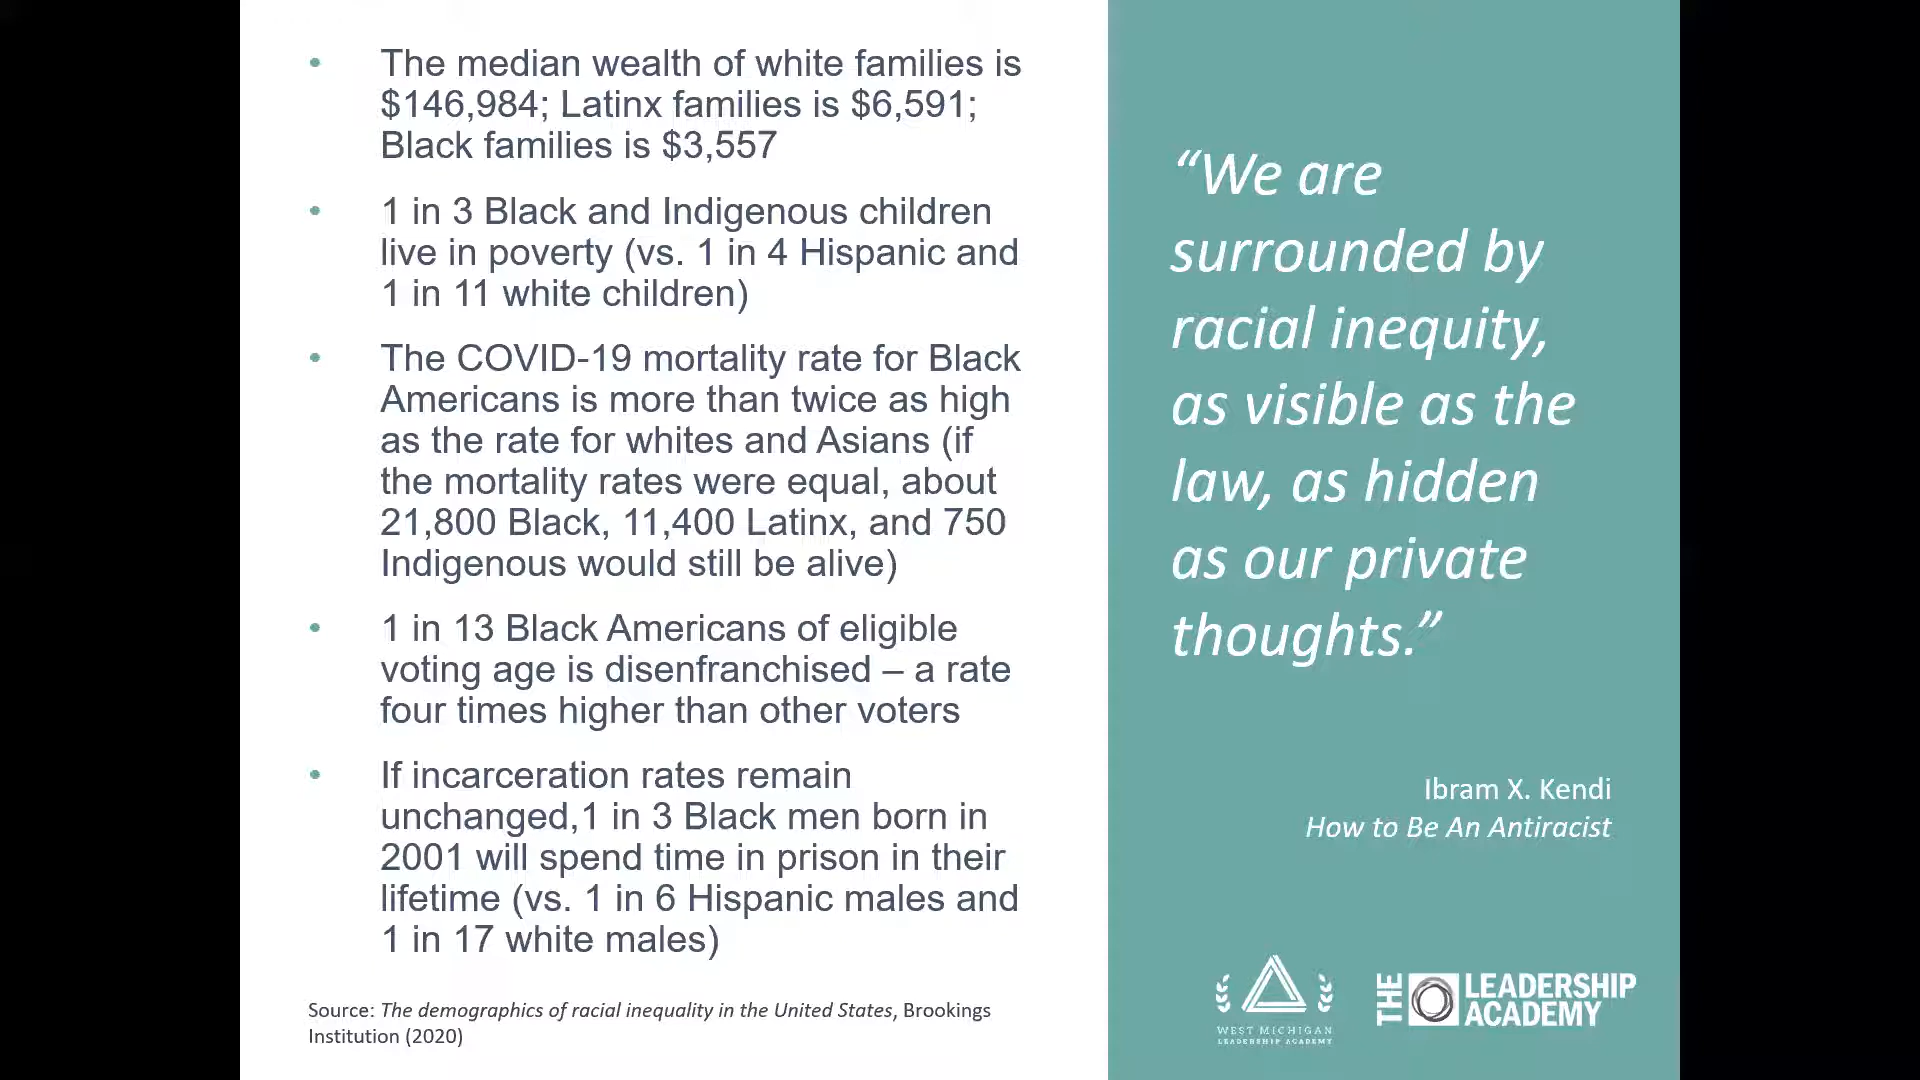 • The median wealth of white families is
$146,984; Latinx families is $6,591;
Black families is $3,557
• 1 in 3 Black and Indigenous children
live in poverty (vs. 1 in 4 Hispanic and
1 in 11 white children)
• The COVID-19 mortality rate for Black
Americans is more than twice as high
as the rate for whites and Asians (if
the mortality rates were equal, about
21,800 Black, 11,400 Latinx, and 750
Indigenous would still be alive)
• 1 in 13 Black Americans of eligible
voting age is disenfranchised – a rate
four times higher than other voters
• If incarceration rates remain
unchanged,1 in 3 Black men born in
2001 will spend time in prison in their
lifetime (vs. 1 in 6 Hispanic males and
1 in 17 white males)
Source: The demographics of racial inequality in the United States, Brookings
Institution (2020)
“We are
surrounded by
racial inequity,
as visible as the
law, as hidden
as our private
thoughts.”
Ibram X. Kendi
How to Be An Antiracist
WEST MICHIGAN
LEADERSHIP ACADEMY
THE LEADERSHIP
ACADEMY